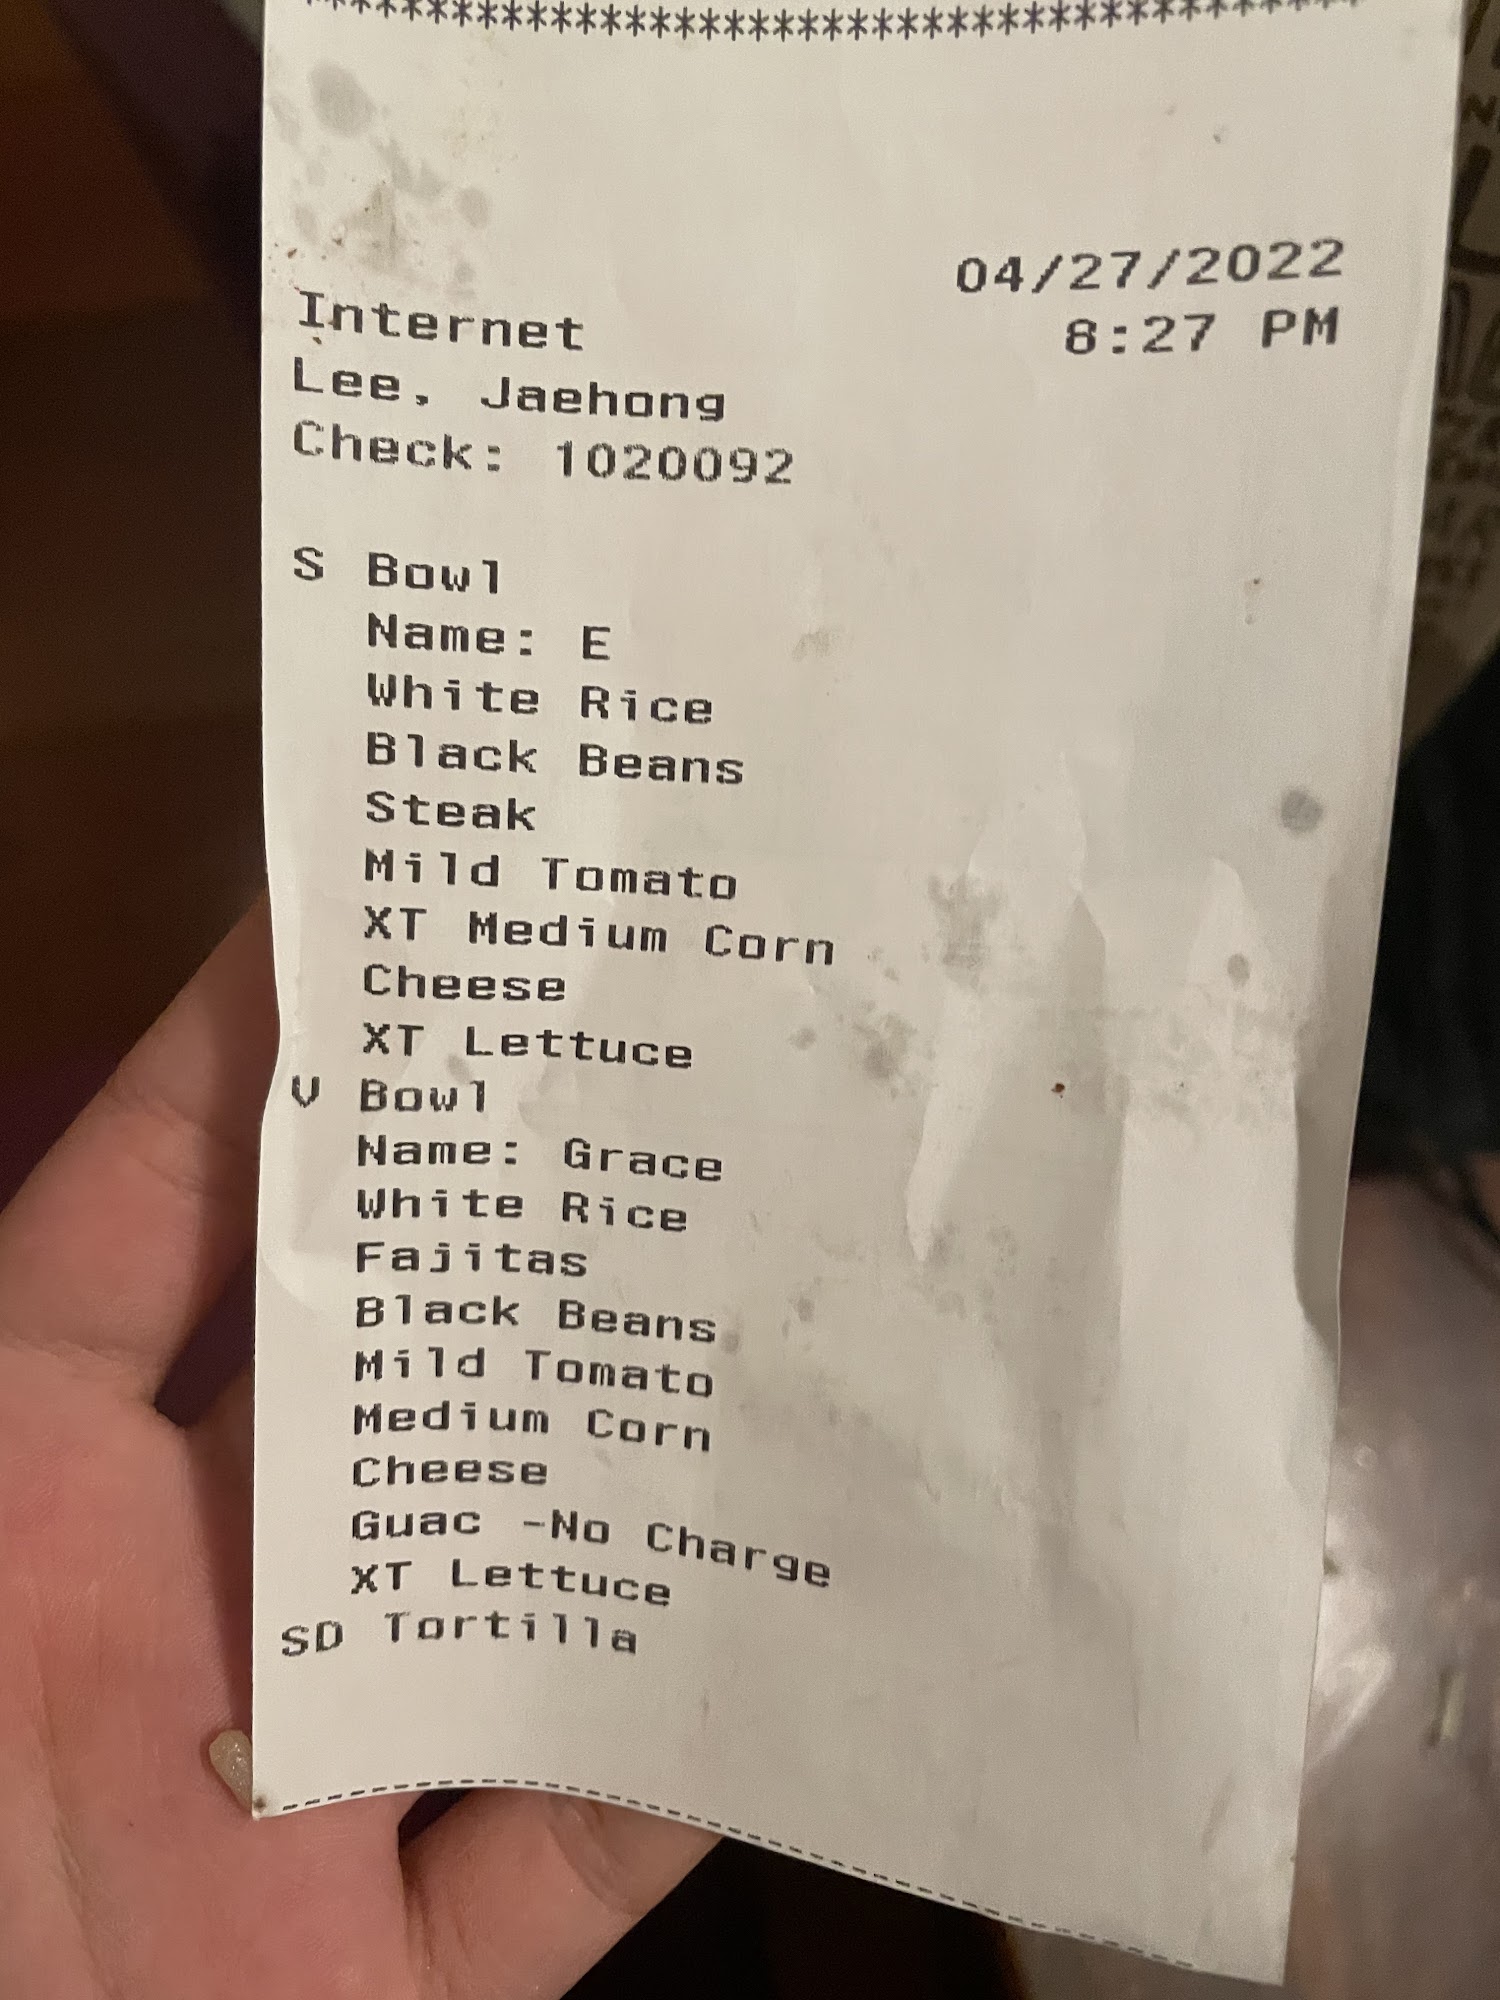 ****************************************
04/27/2022
8:27 PM
Internet
Lee, Jaehong
Check: 1020092
S Bowl
Name: E
White Rice
Black Beans
Steak
Mild Tomato
XT Medium Corn
Cheese
XT Lettuce
V Bowl
Name: Grace
White Rice
Fajitas
Black Beans
Mild Tomato
Medium Corn
Cheese
Guac -No Charge
XT Lettuce
SD Tortilla